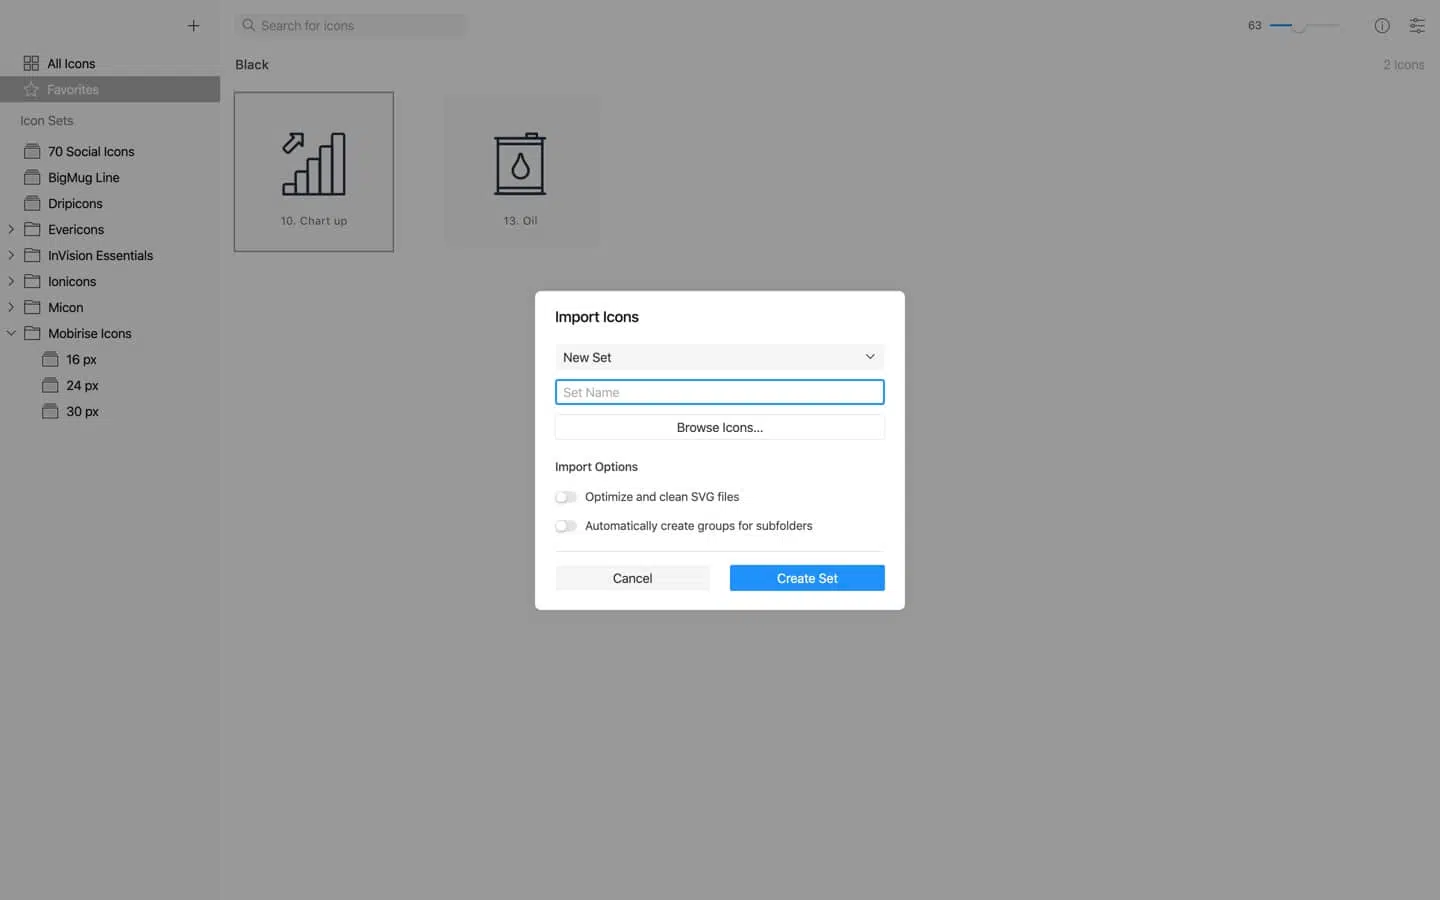 Search for icons
63
All Icons
Favorites
Icon Sets
70 Social Icons
BigMug Line
Dripicons
Evericons
InVision Essentials
Ionicons
Micon
Mobirise Icons
16 px
24 px
30 px
Black
2 Icons
10. Chart up
13. Oil
Import Icons
New Set
Set Name
Browse Icons...
Import Options
Optimize and clean SVG files
Automatically create groups for subfolders
Cancel
Create Set